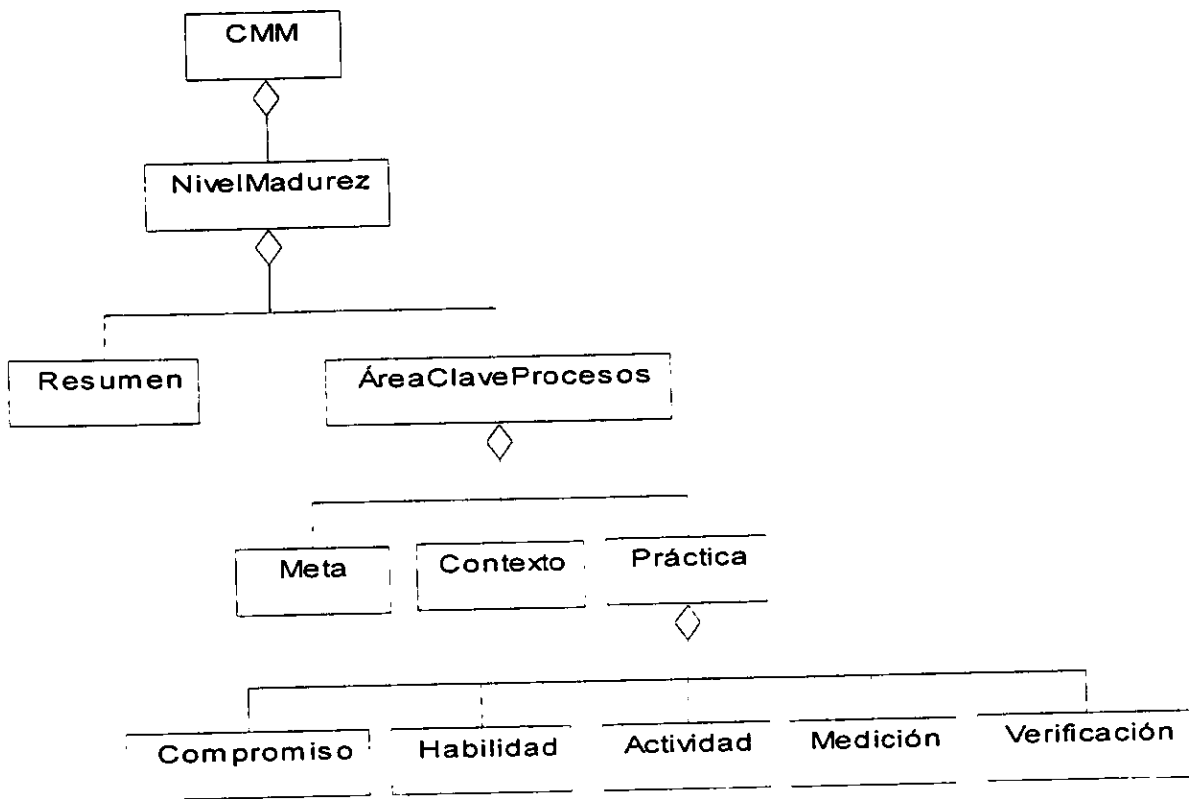 CMM
NivelMadurez
Resumen
ÁreaClaveProcesos
Meta
Contexto
Práctica
Compromiso
Habilidad
Actividad
Medición
Verificación